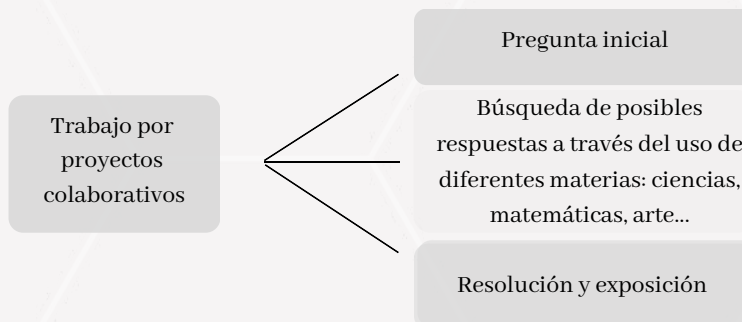 Trabajo por
proyectos
colaborativos
Pregunta inicial
Búsqueda de posibles
respuestas a través del uso de
diferentes materias: ciencias,
matemáticas, arte...
Resolución y exposición